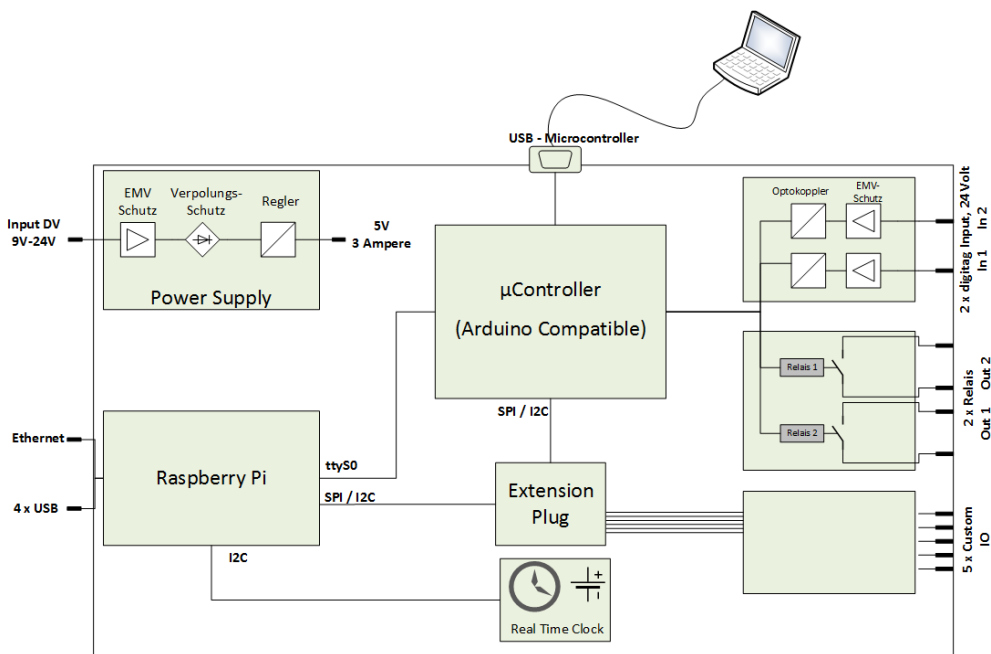 USB - Microcontroller
EMV
Schutz
Verpolungs-
Schutz
Regler
Input DV
9V-24V
5V
3 Ampere
Power Supply
µController
(Arduino Compatible)
Optokoppler
EMV-
Schutz
2 x digitag Input, 24 Volt
In 2
In 1
Relais 1
Relais 2
2 x Relais
Out 2
Out 1
SPI / I2C
Ethernet
4 x USB
Raspberry Pi
ttyS0
SPI / I2C
I2C
Extension
Plug
5 x Custom
IO
+
-
Real Time Clock